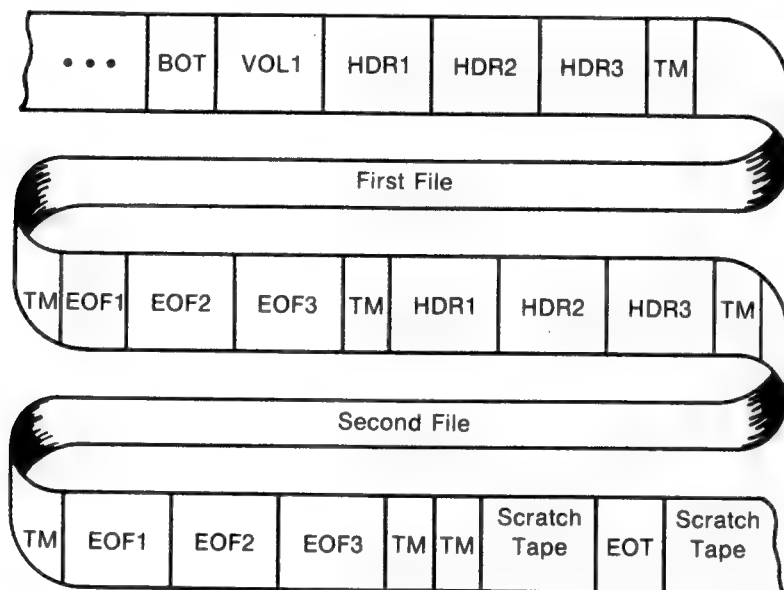 • • • BOT VOL1 HDR1 HDR2 HDR3 TM
First File
TM EOF1 EOF2 EOF3 TM HDR1 HDR2 HDR3 TM
Second File
TM EOF1 EOF2 EOF3 TM TM Scratch Tape EOT Scratch Tape